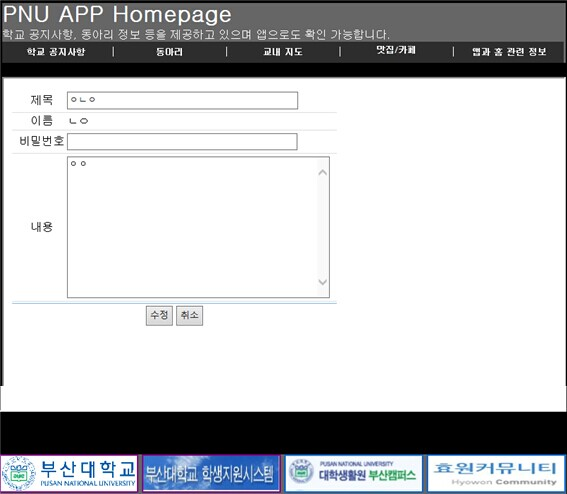 PNU APP Homepage
학교 공지사항, 동아리 정보 등을 제공하고 있으며 앱으로도 확인 가능합니다.
학교 공지사항 | 동아리 | 교내 지도 | 맛집/카페 | 앱과 홈 관련 정보
제목 ㅇㄴㅇ
이름 ㄴㅇ
비밀번호
ㅇㅇ
내용
수정 취소
부산대학교 PUSAN NATIONAL UNIVERSITY
부산대학교 학생지원시스템
PUSAN NATIONAL UNIVERSITY 대학생활원 부산캠퍼스
효원커뮤니티 Hyowon Community